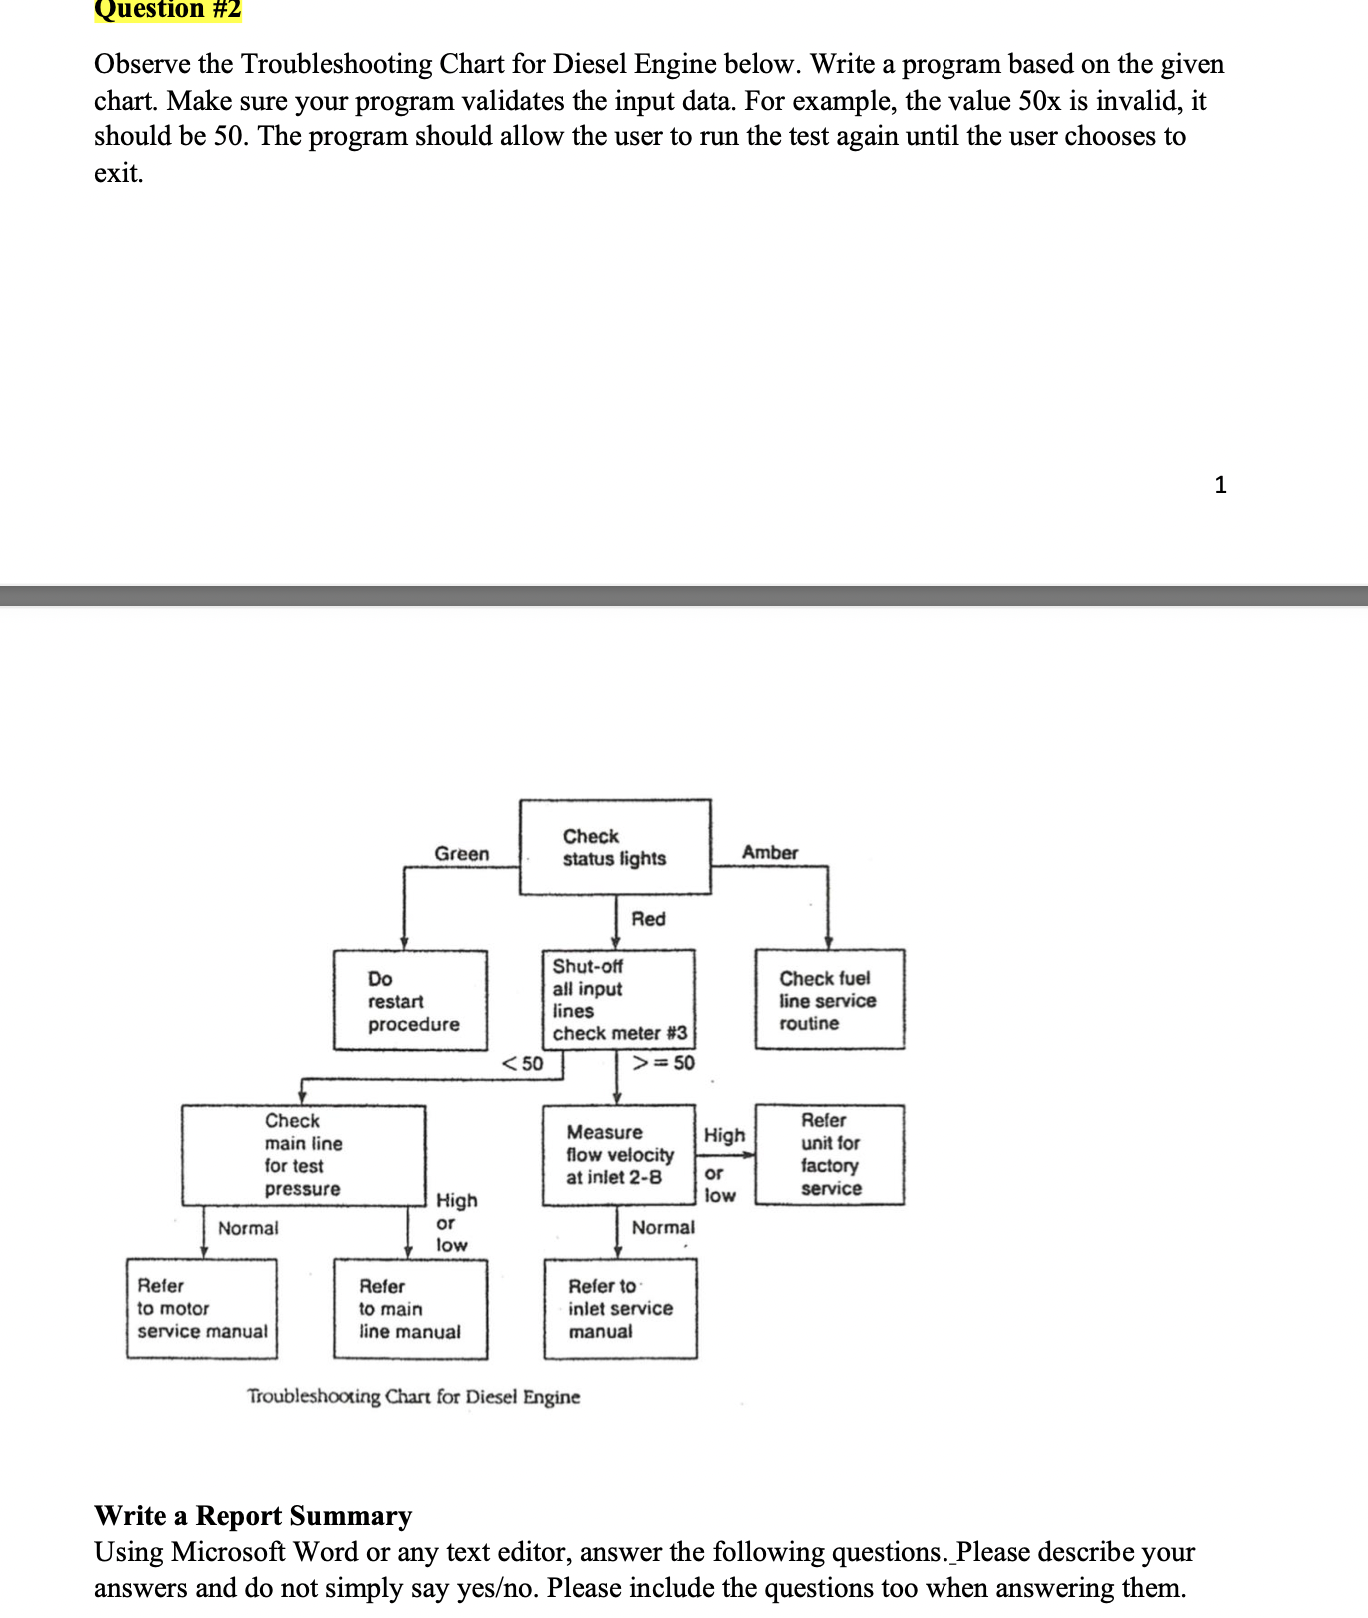 Question #2
Observe the Troubleshooting Chart for Diesel Engine below. Write a program based on the given
chart. Make sure your program validates the input data. For example, the value 50x is invalid, it
should be 50. The program should allow the user to run the test again until the user chooses to
exit.
1
Check
status lights
Green
Amber
Red
Do
restart
procedure
Shut-off
all input
lines
check meter #3
Check fuel
line service
routine
< 50
> = 50
Check
main line
for test
pressure
Measure
flow velocity
at inlet 2-B
High
or
low
Refer
unit for
factory
service
Normal
High
or
low
Normal
Refer
to motor
service manual
Refer
to main
line manual
Refer to
inlet service
manual
Troubleshooting Chart for Diesel Engine
Write a Report Summary
Using Microsoft Word or any text editor, answer the following questions. Please describe your
answers and do not simply say yes/no. Please include the questions too when answering them.